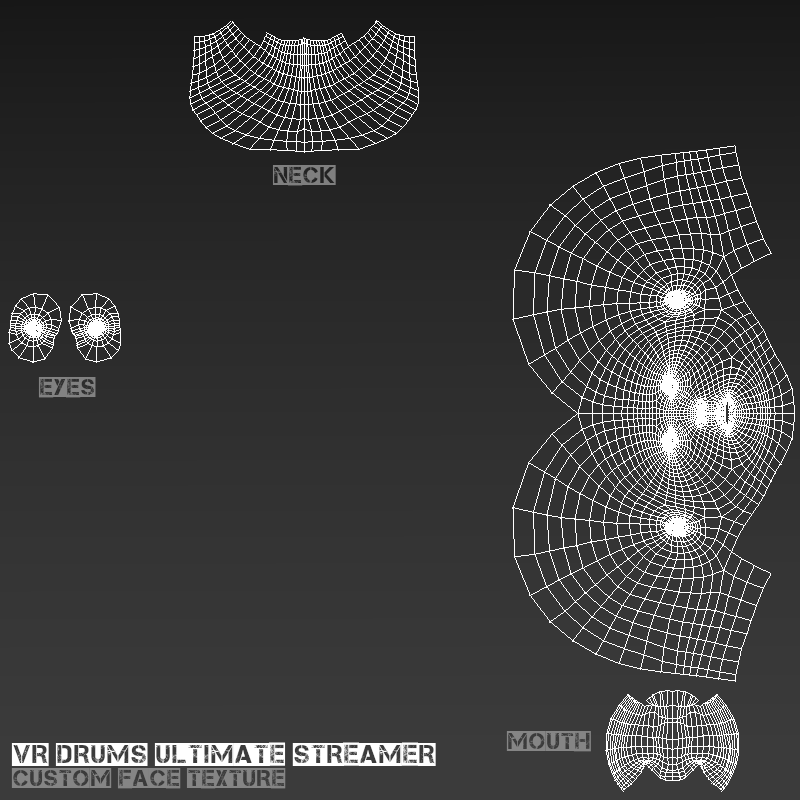 NECK
EYES
MOUTH
VR DRUMS ULTIMATE STREAMER
CUSTOM FACE TEXTURE